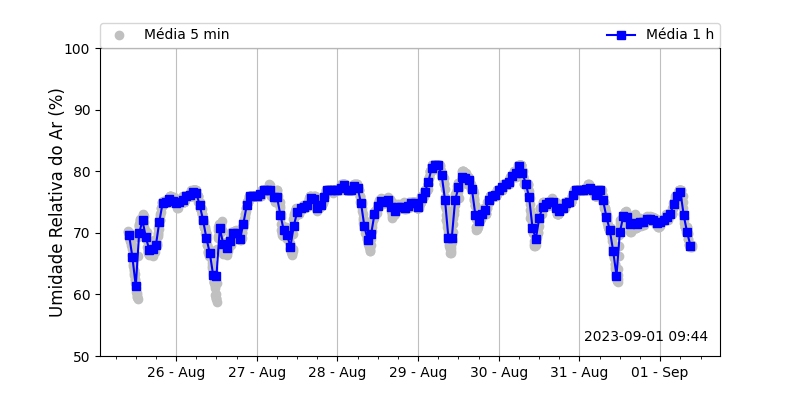 Média 5 min Média 1 h
Umidade Relativa do Ar (%)
100
90
80
70
60
50
2023-09-01 09:44
26 - Aug 27 - Aug 28 - Aug 29 - Aug 30 - Aug 31 - Aug 01 - Sep